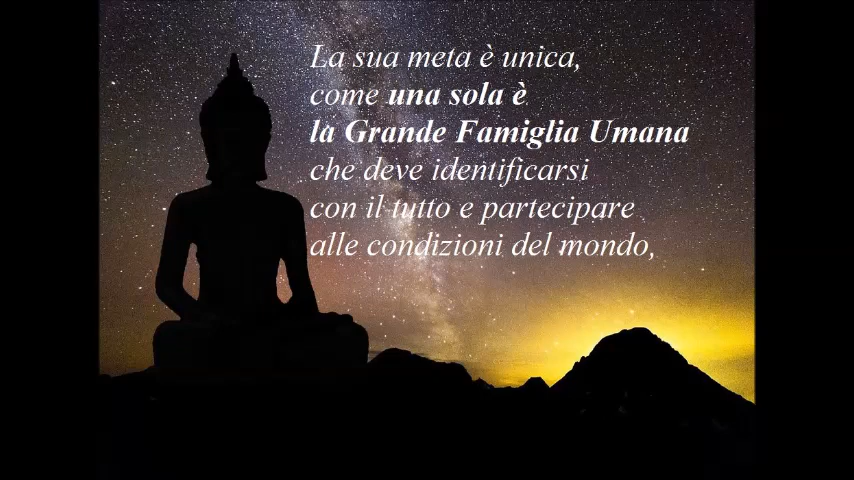 La sua meta è unica,
come una sola è
la Grande Famiglia Umana
che deve identificarsi
con il tutto e partecipare
alle condizioni del mondo,